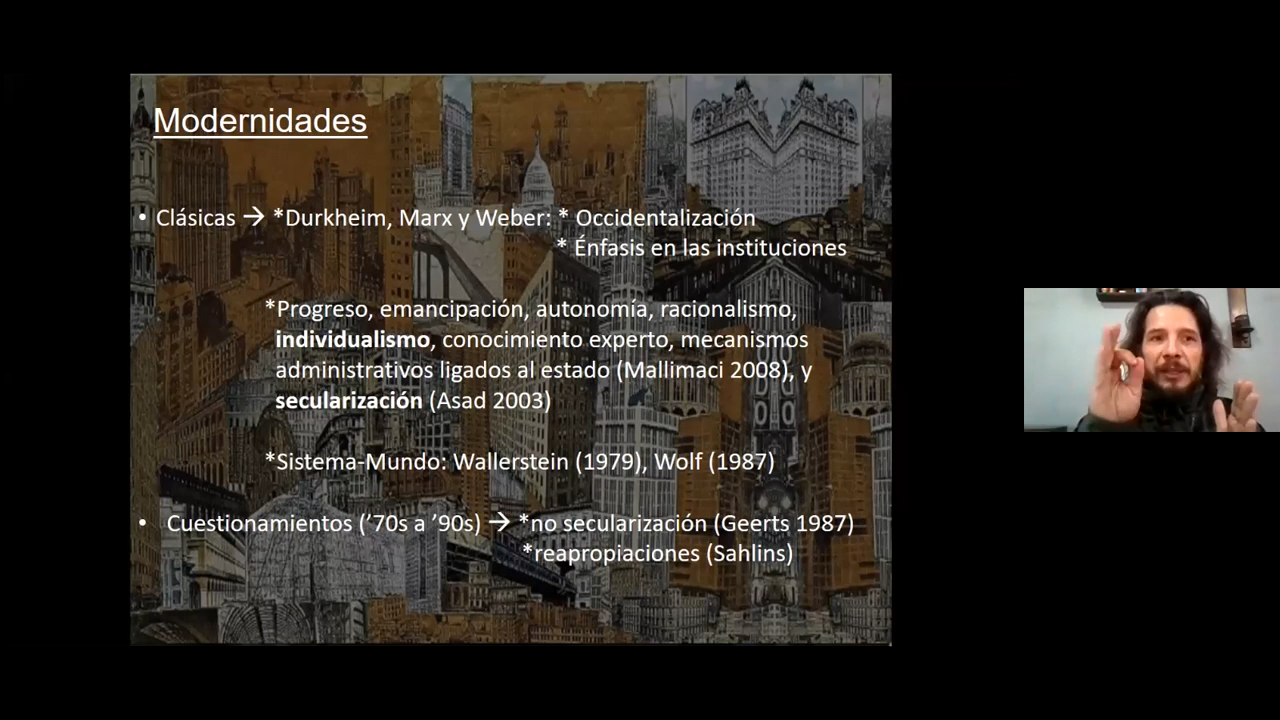 Modernidades
• Clásicas → *Durkheim, Marx y Weber: * Occidentalización
* Énfasis en las instituciones
*Progreso, emancipación, autonomía, racionalismo,
individualismo, conocimiento experto, mecanismos
administrativos ligados al estado (Mallimaci 2008), y
secularización (Asad 2003)
*Sistema-Mundo: Wallerstein (1979), Wolf (1987)
• Cuestionamientos (’70s a ’90s) → *no secularización (Geerts 1987)
*reapropiaciones (Sahlins)